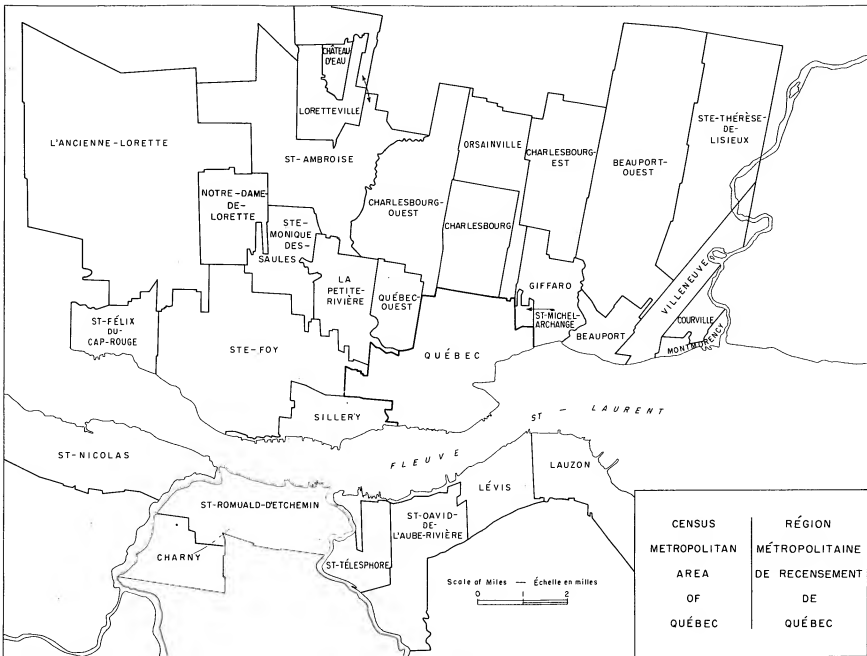 CHÂTEAU
D'EAU
LORETTEVILLE
L'ANCIENNE-LORETTE
ST-AMBROISE
ORSAINVILLE
CHARLESBOURG-
EST
BEAUPORT-
OUEST
STE-THÉRÈSE-
DE-
LISIEUX
NOTRE-DAME-
DE-
LORETTE
STE-
MONIQUE
DES-
SAULES
CHARLESBOURG-
OUEST
CHARLESBOURG
LA
PETITE-
RIVIÈRE
QUÉBEC-
OUEST
GIFFARO
ST-MICHEL-
ARCHANGE
BEAUPORT
VILLENEUVE
COURVILLE
MONTMORENCY
ST-FÉLIX
DU-
CAP-ROUGE
STE-FOY
QUÉBEC
SILLERY
FLEUVE ST-LAURENT
ST-NICOLAS
ST-ROMUALD-D'ETCHEMIN
CHARNY
ST-TÉLESPHORE
ST-OAVID-
DE-
L'AUBE-RIVIÈRE
LÉVIS
LAUZON
Scale of Miles — Échelle en milles
0 1 2
CENSUS
METROPOLITAN
AREA
OF
QUÉBEC
RÉGION
MÉTROPOLITAINE
DE RECENSEMENT
DE
QUÉBEC